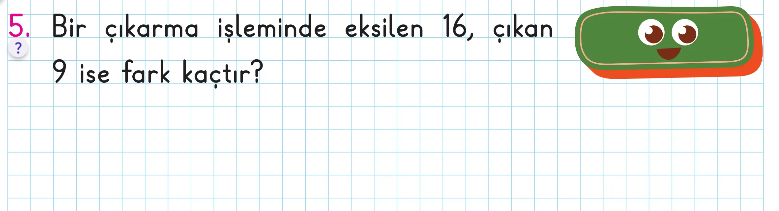 5. Bir çıkarma işleminde eksilen 16, çıkan
?
9 ise fark kaçtır?